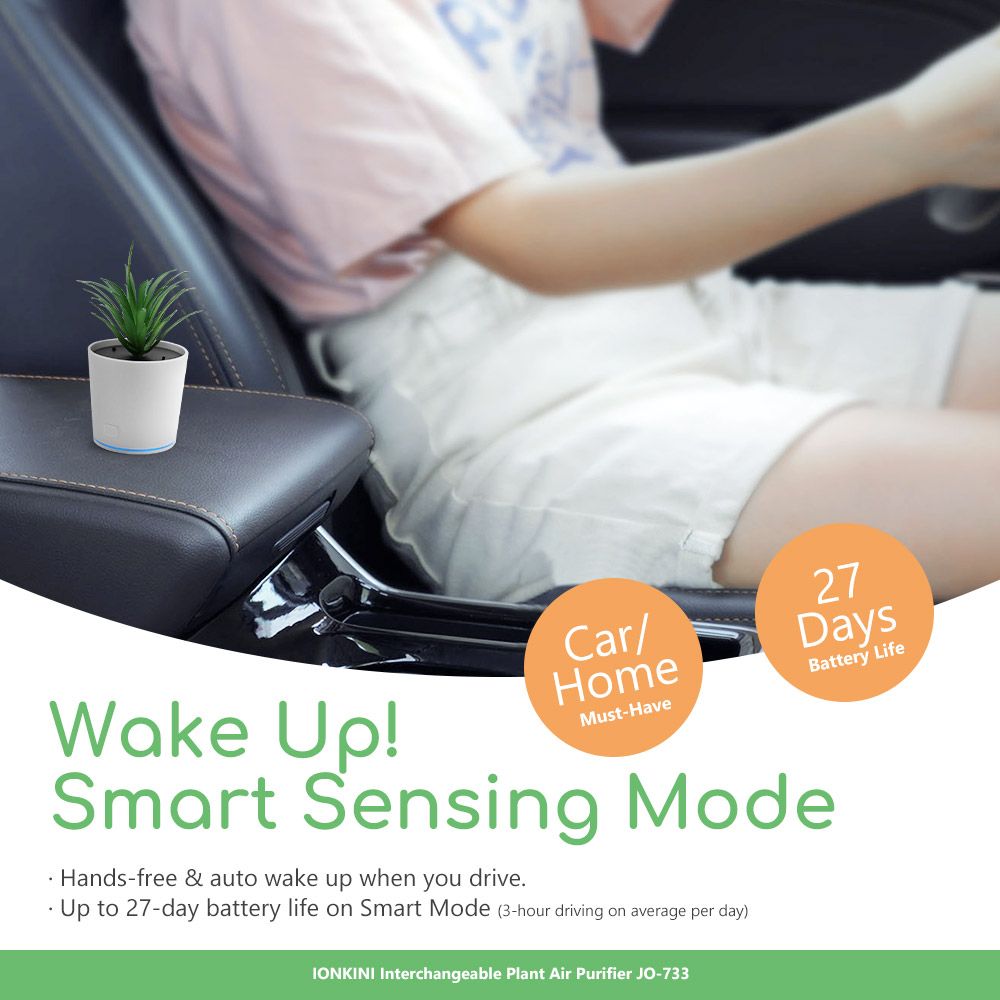 Car/
Home
Must-Have
27
Days
Battery Life
Wake Up!
Smart Sensing Mode
· Hands-free & auto wake up when you drive.
· Up to 27-day battery life on Smart Mode (3-hour driving on average per day)
IONKINI Interchangeable Plant Air Purifier JO-733